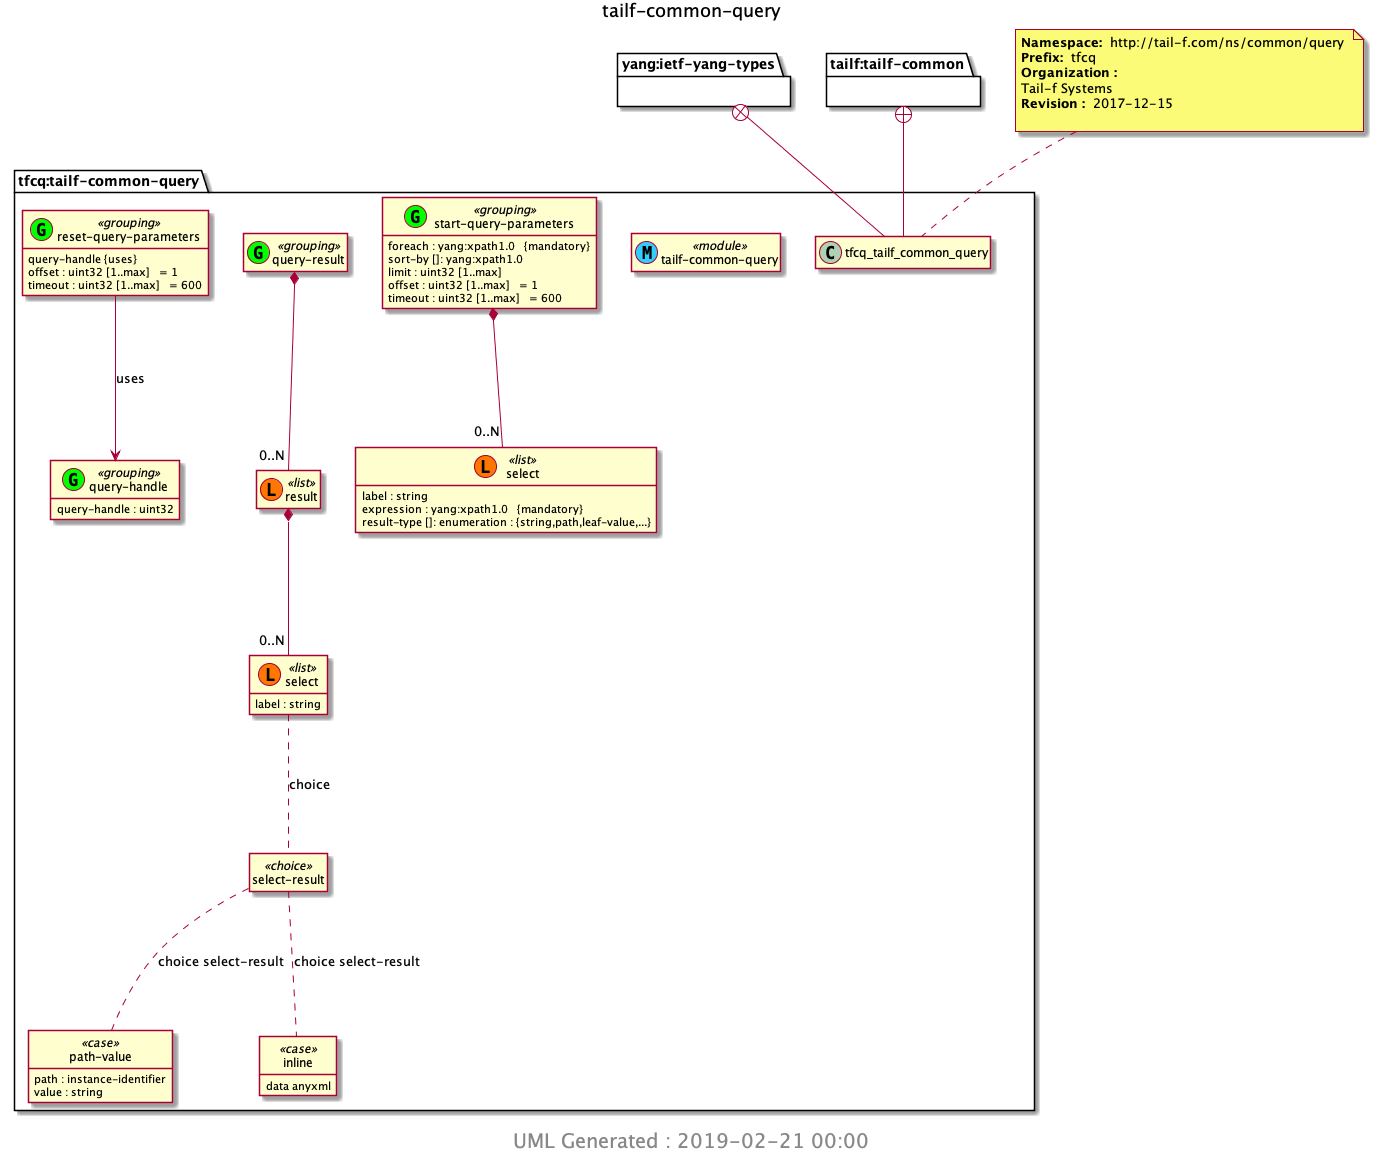 tailf-common-query
yang:ietf-yang-types
tailf:tailf-common
Namespace: http://tail-f.com/ns/common/query
Prefix: tfcq
Organization :
Tail-f Systems
Revision : 2017-12-15
tfcq:tailf-common-query
G
«grouping»
reset-query-parameters
query-handle {uses}
offset : uint32 [1..max] = 1
timeout : uint32 [1..max] = 600
G
«grouping»
query-result
G
«grouping»
start-query-parameters
foreach : yang:xpath1.0 {mandatory}
sort-by []: yang:xpath1.0
limit : uint32 [1..max]
offset : uint32 [1..max] = 1
timeout : uint32 [1..max] = 600
M
«module»
tailf-common-query
C
tfcq_tailf_common_query
uses
0..N
0..N
G
«grouping»
query-handle
query-handle : uint32
L
«list»
result
L
«list»
select
label : string
expression : yang:xpath1.0 {mandatory}
result-type []: enumeration : {string,path,leaf-value,...}
0..N
L
«list»
select
label : string
choice
«choice»
select-result
choice select-result
choice select-result
«case»
path-value
path : instance-identifier
value : string
«case»
inline
data anyxml
UML Generated : 2019-02-21 00:00